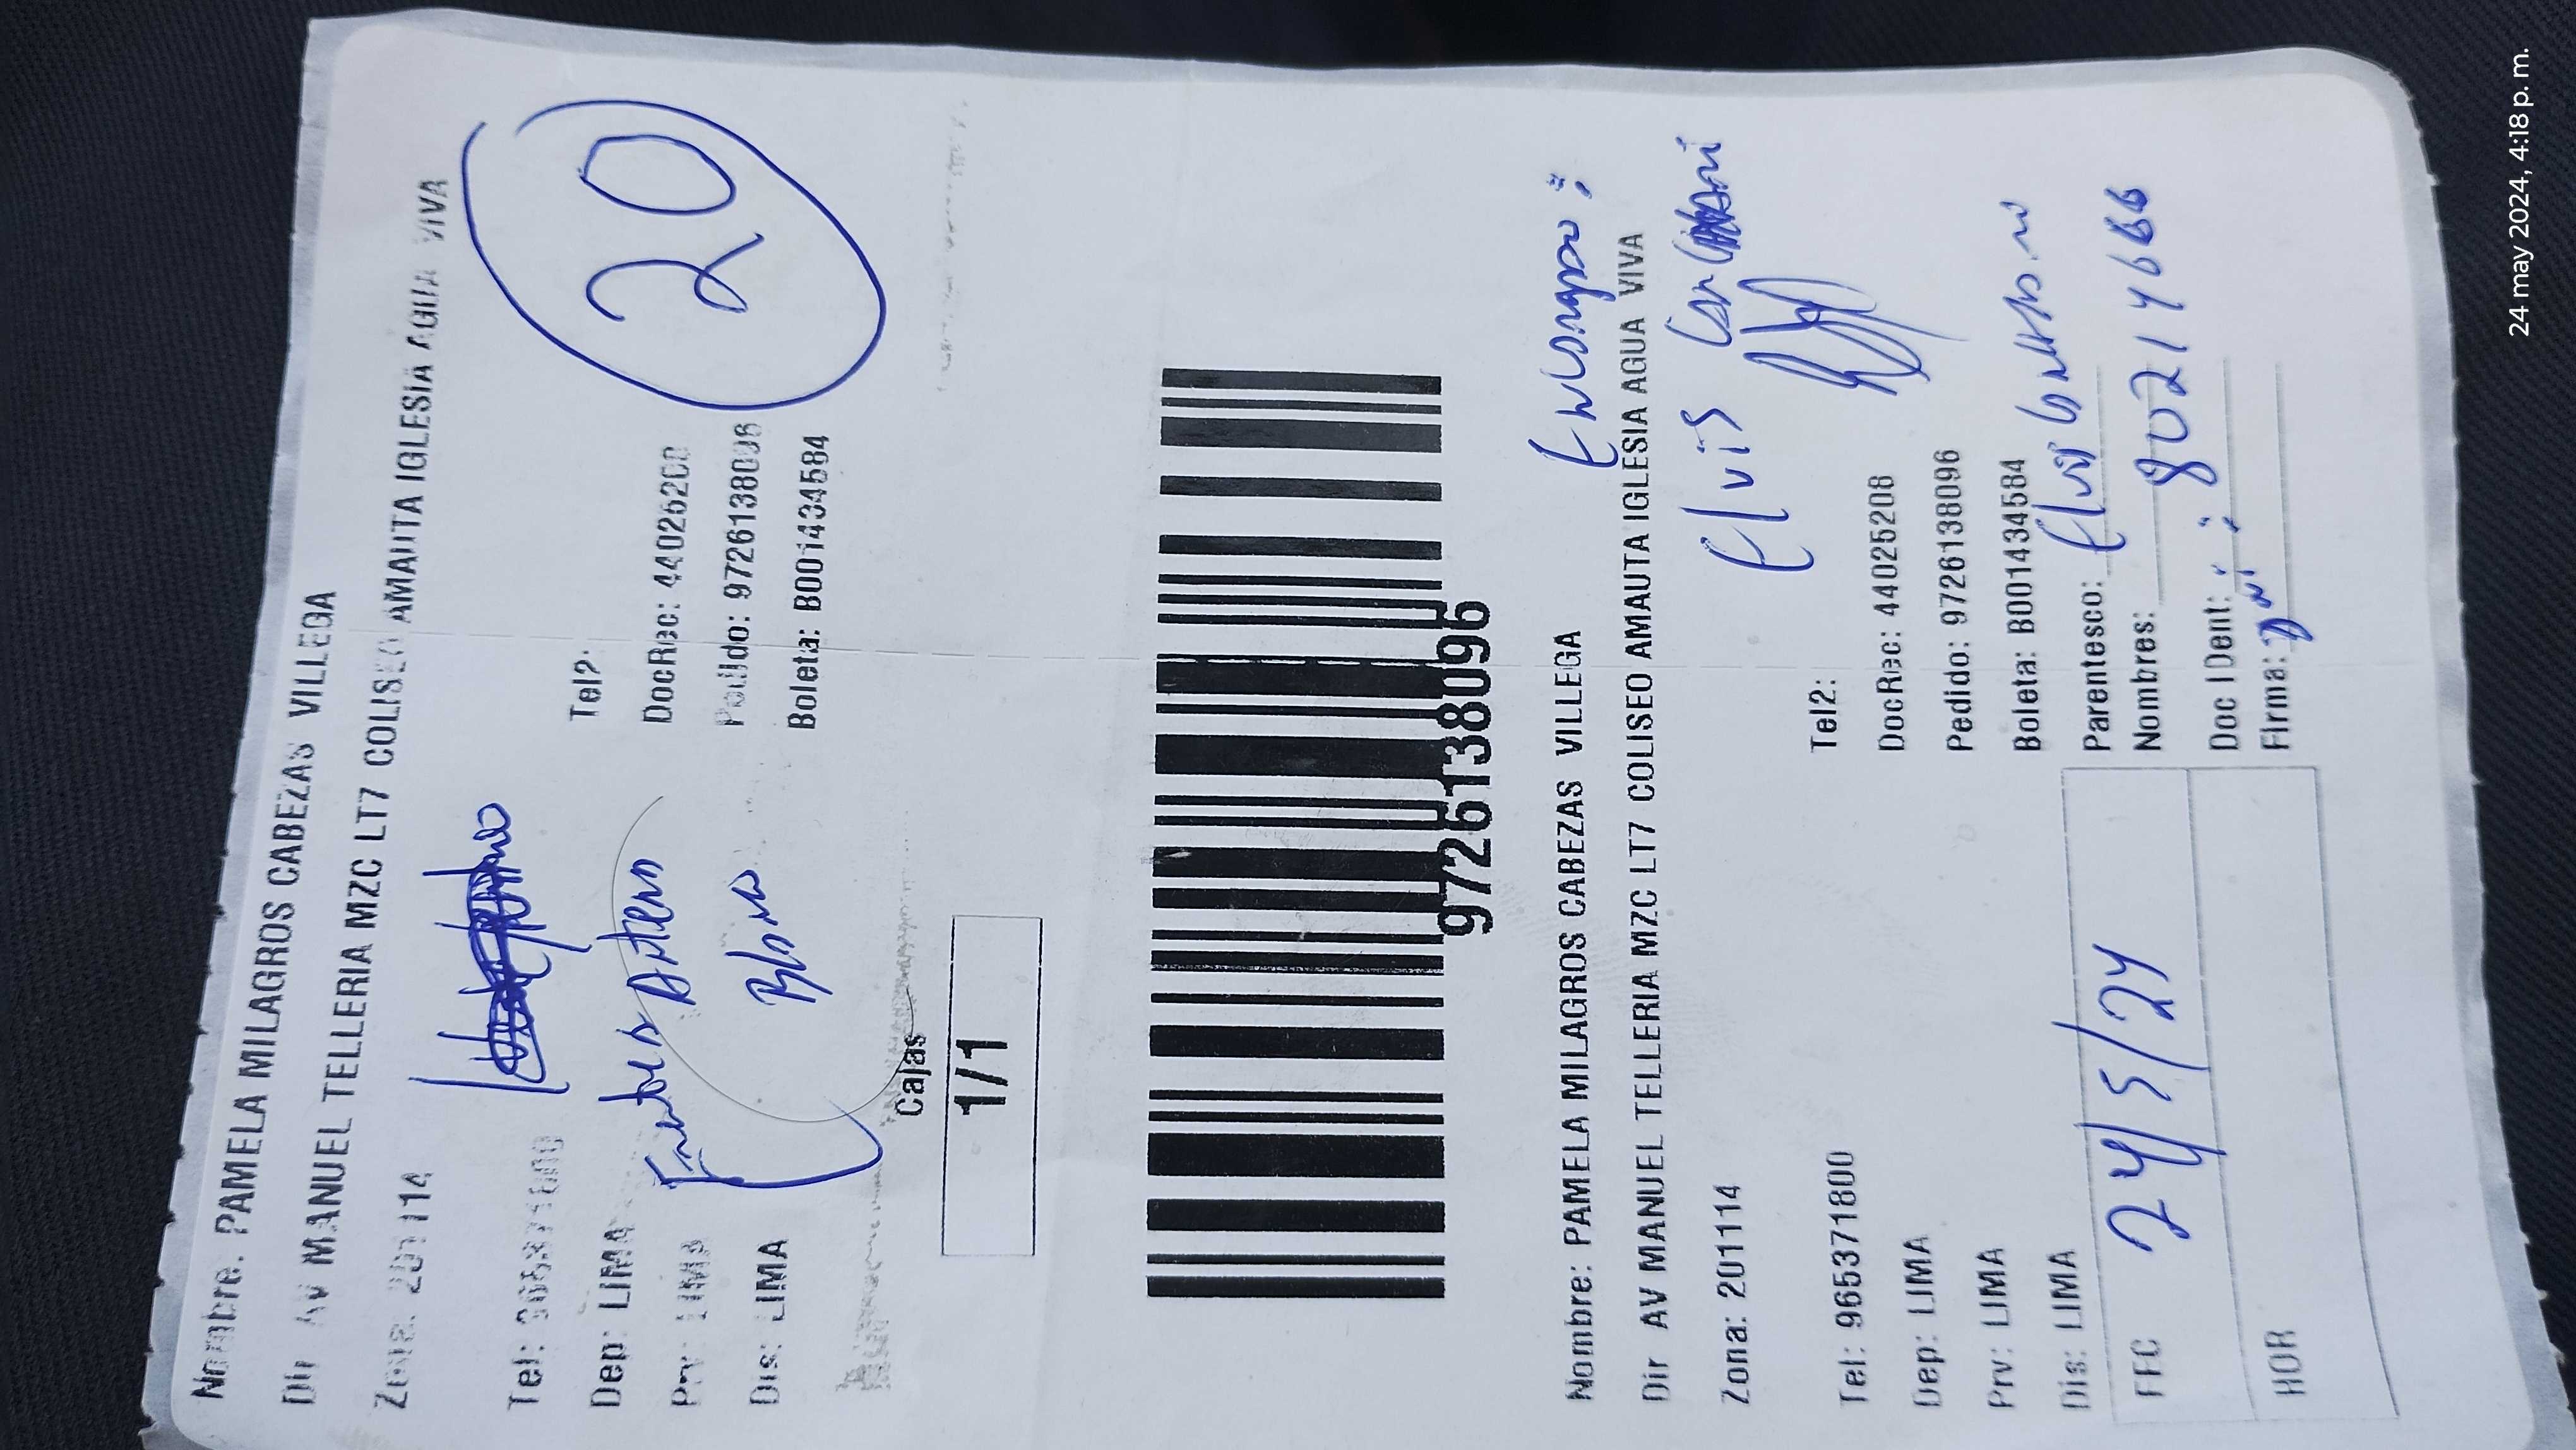 Nombre: PAMELA MILAGROS CABEZAS VILLEGA
Dir AV MANUEL TELLERIA MZC LT7 COLISEO AMAUTA IGLESIA AGUA VIVA
Zona: 201114
20
Tel: Tel2:
Dep: LIMA DocRec: 44025208
Prv: LIMA Pedido: 9726138096
Dis: LIMA Boleta: B001434584
Cajas
1/1
9726138096
Nombre: PAMELA MILAGROS CABEZAS VILLEGA
Dir AV MANUEL TELLERIA MZC LT7 COLISEO AMAUTA IGLESIA AGUA VIVA
Zona: 201114
Elvis
Tel: 965371800 Tel2:
Dep: LIMA DocRec: 44025208
Prv: LIMA Pedido: 9726138096
Dis: LIMA Boleta: B001434584
FEC 24/5/24 Parentesco: Elvis
Nombres: 80214666
HOR Doc IDent:
Firma: Dni:
24 may 2024, 4:18 p. m.